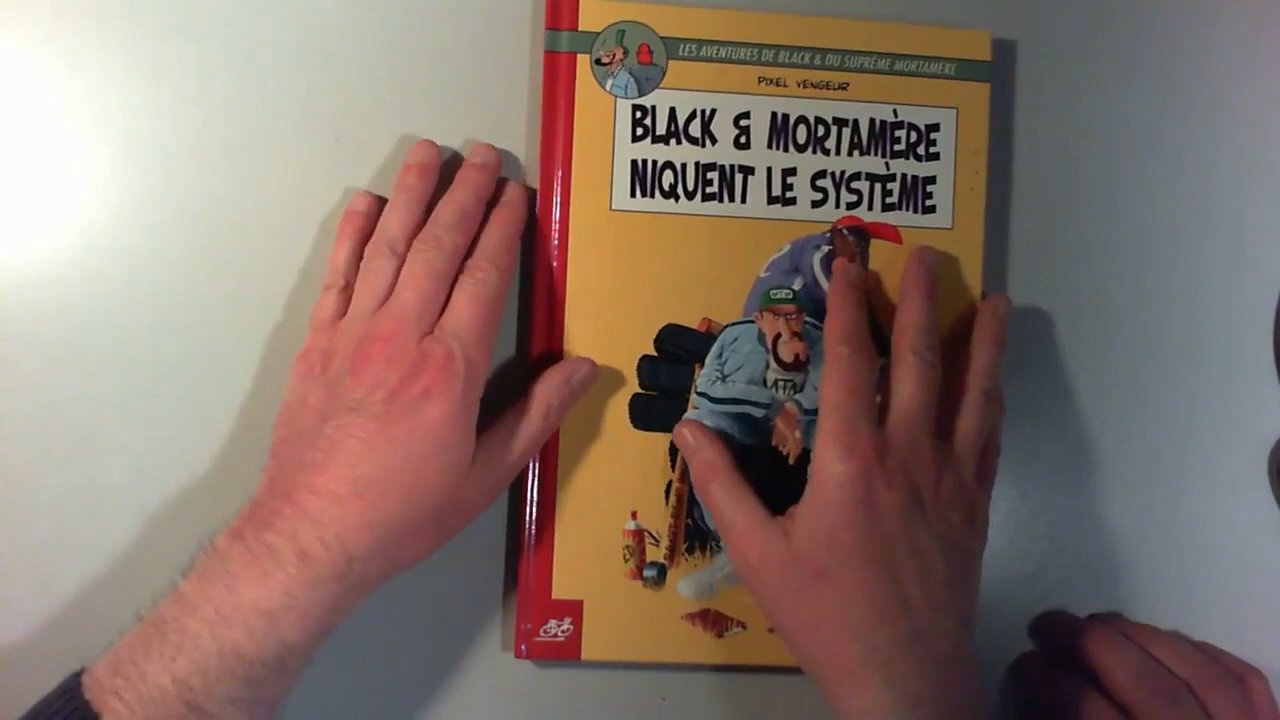 LES AVENTURES DE BLACK & DU SUPRÊME MORTAMÈRE
PIXEL VENGEUR
BLACK & MORTAMÈRE
NIQUENT LE SYSTÈME